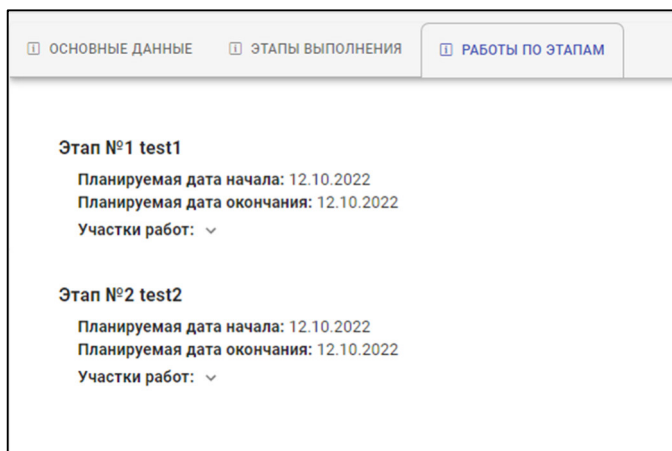 ОСНОВНЫЕ ДАННЫЕ ЭТАПЫ ВЫПОЛНЕНИЯ РАБОТЫ ПО ЭТАПАМ
Этап №1 test1
Планируемая дата начала: 12.10.2022
Планируемая дата окончания: 12.10.2022
Участки работ:
Этап №2 test2
Планируемая дата начала: 12.10.2022
Планируемая дата окончания: 12.10.2022
Участки работ: